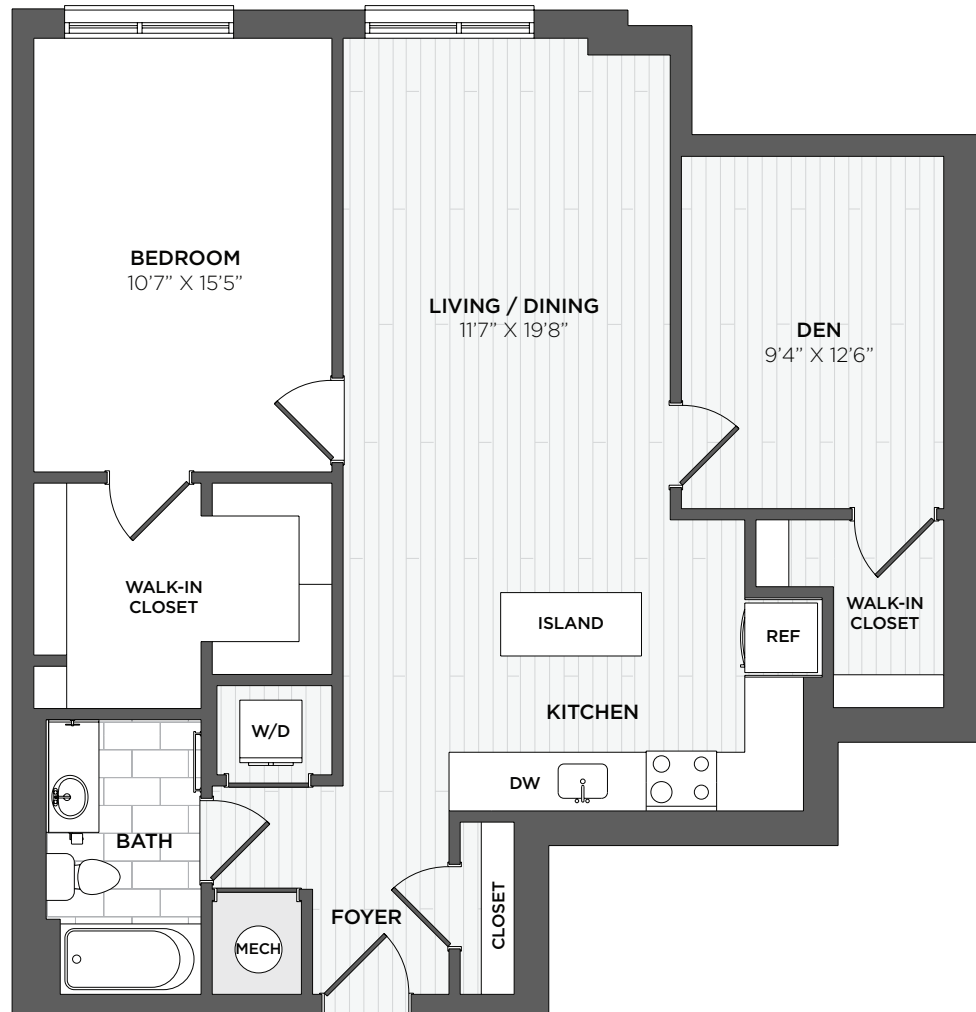 BEDROOM
10’7” X 15’5”
LIVING / DINING
11’7” X 19’8”
DEN
9’4” X 12’6”
WALK-IN
CLOSET
ISLAND
REF
WALK-IN
CLOSET
KITCHEN
W/D
DW
BATH
FOYER
CLOSET
MECH